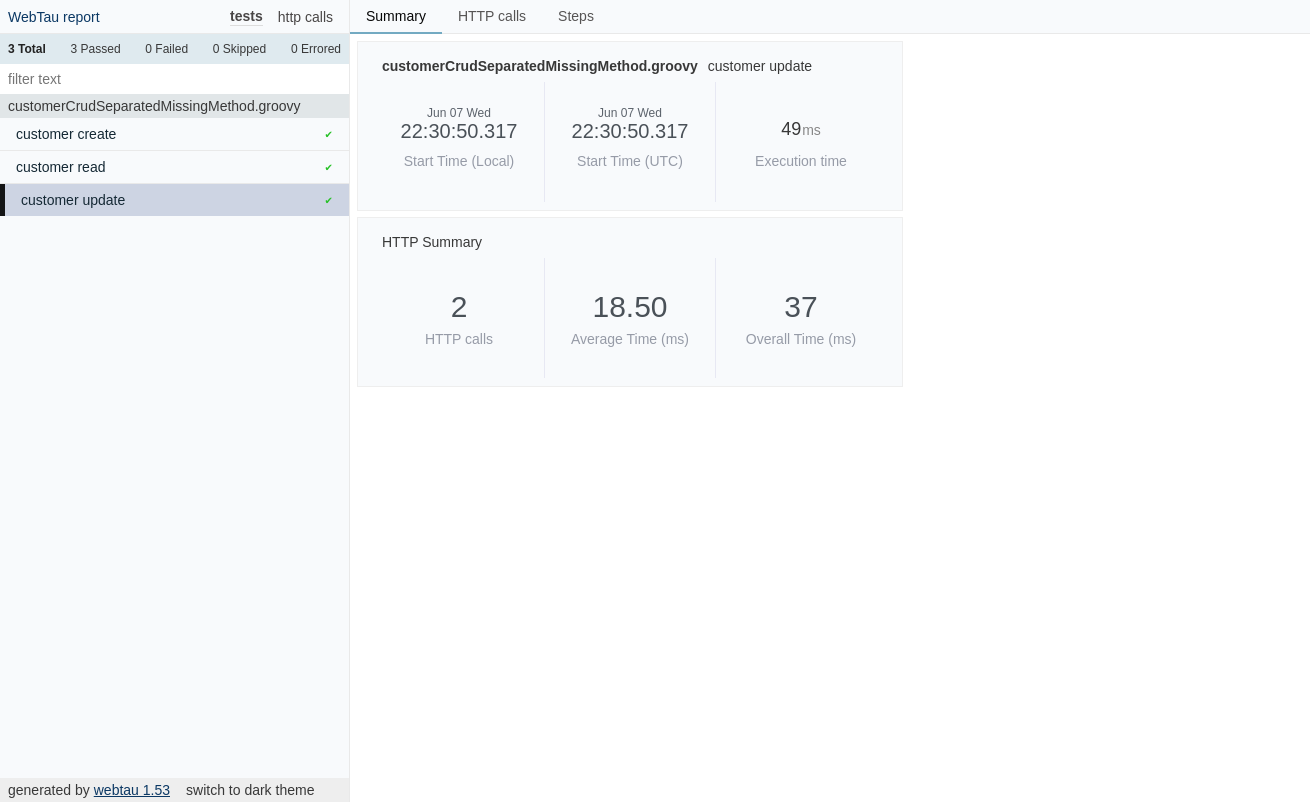 WebTau report tests http calls
3 Total 3 Passed 0 Failed 0 Skipped 0 Errored
filter text
customerCrudSeparatedMissingMethod.groovy
customer create ✔
customer read ✔
customer update ✔
generated by webtau 1.53 switch to dark theme
Summary HTTP calls Steps
customerCrudSeparatedMissingMethod.groovy customer update
Jun 07 Wed
22:30:50.317
Start Time (Local)
Jun 07 Wed
22:30:50.317
Start Time (UTC)
49ms
Execution time
HTTP Summary
2
HTTP calls
18.50
Average Time (ms)
37
Overall Time (ms)